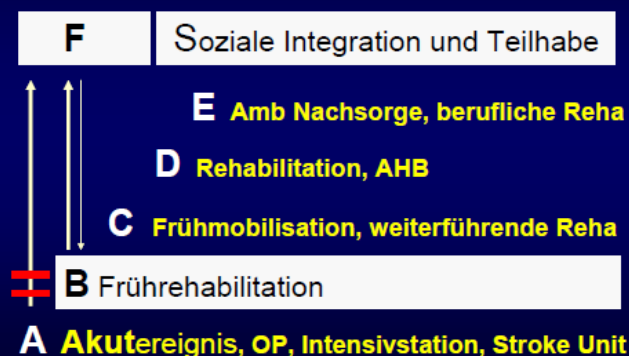 F Soziale Integration und Teilhabe
E Amb Nachsorge, berufliche Reha
D Rehabilitation, AHB
C Frühmobilisation, weiterführende Reha
B Frührehabilitation
A Akutereignis, OP, Intensivstation, Stroke Unit